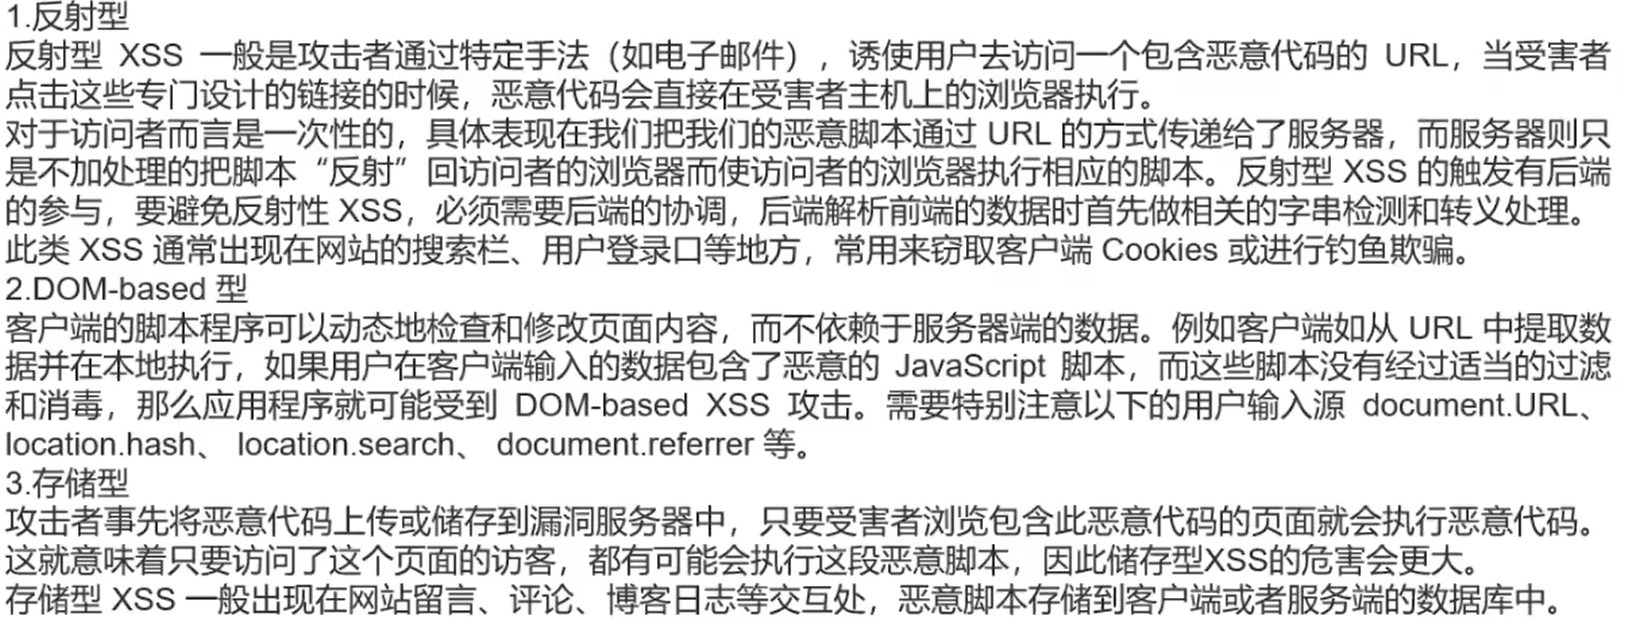 1.反射型
反射型 XSS 一般是攻击者通过特定手法（如电子邮件），诱使用户去访问一个包含恶意代码的 URL，当受害者
点击这些专门设计的链接的时候，恶意代码会直接在受害者主机上的浏览器执行。
对于访问者而言是一次性的，具体表现在我们把我们的恶意脚本通过 URL 的方式传递给了服务器，而服务器则只
是不加处理的把脚本“反射”回访问者的浏览器而使访问者的浏览器执行相应的脚本。反射型 XSS 的触发有后端
的参与，要避免反射性 XSS，必须需要后端的协调，后端解析前端的数据时首先做相关的字串检测和转义处理。
此类 XSS 通常出现在网站的搜索栏、用户登录口等地方，常用来窃取客户端 Cookies 或进行钓鱼欺骗。
2.DOM-based 型
客户端的脚本程序可以动态地检查和修改页面内容，而不依赖于服务器端的数据。例如客户端如从 URL 中提取数
据并在本地执行，如果用户在客户端输入的数据包含了恶意的 JavaScript 脚本，而这些脚本没有经过适当的过滤
和消毒，那么应用程序就可能受到 DOM-based XSS 攻击。需要特别注意以下的用户输入源 document.URL、
location.hash、 location.search、 document.referrer 等。
3.存储型
攻击者事先将恶意代码上传或储存到漏洞服务器中，只要受害者浏览包含此恶意代码的页面就会执行恶意代码。
这就意味着只要访问了这个页面的访客，都有可能会执行这段恶意脚本，因此储存型XSS的危害会更大。
存储型 XSS 一般出现在网站留言、评论、博客日志等交互处，恶意脚本存储到客户端或者服务端的数据库中。